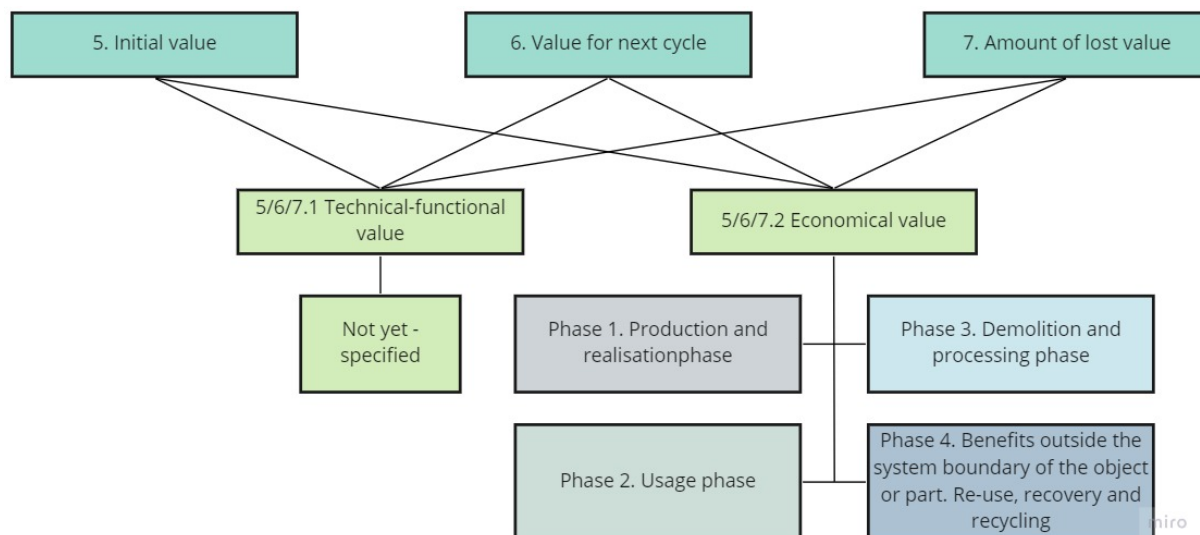 5. Initial value
6. Value for next cycle
7. Amount of lost value
5/6/7.1 Technical-functional
value
5/6/7.2 Economical value
Not yet -
specified
Phase 1. Production and
realisationphase
Phase 3. Demolition and
processing phase
Phase 2. Usage phase
Phase 4. Benefits outside the
system boundary of the object
or part. Re-use, recovery and
recycling
miro